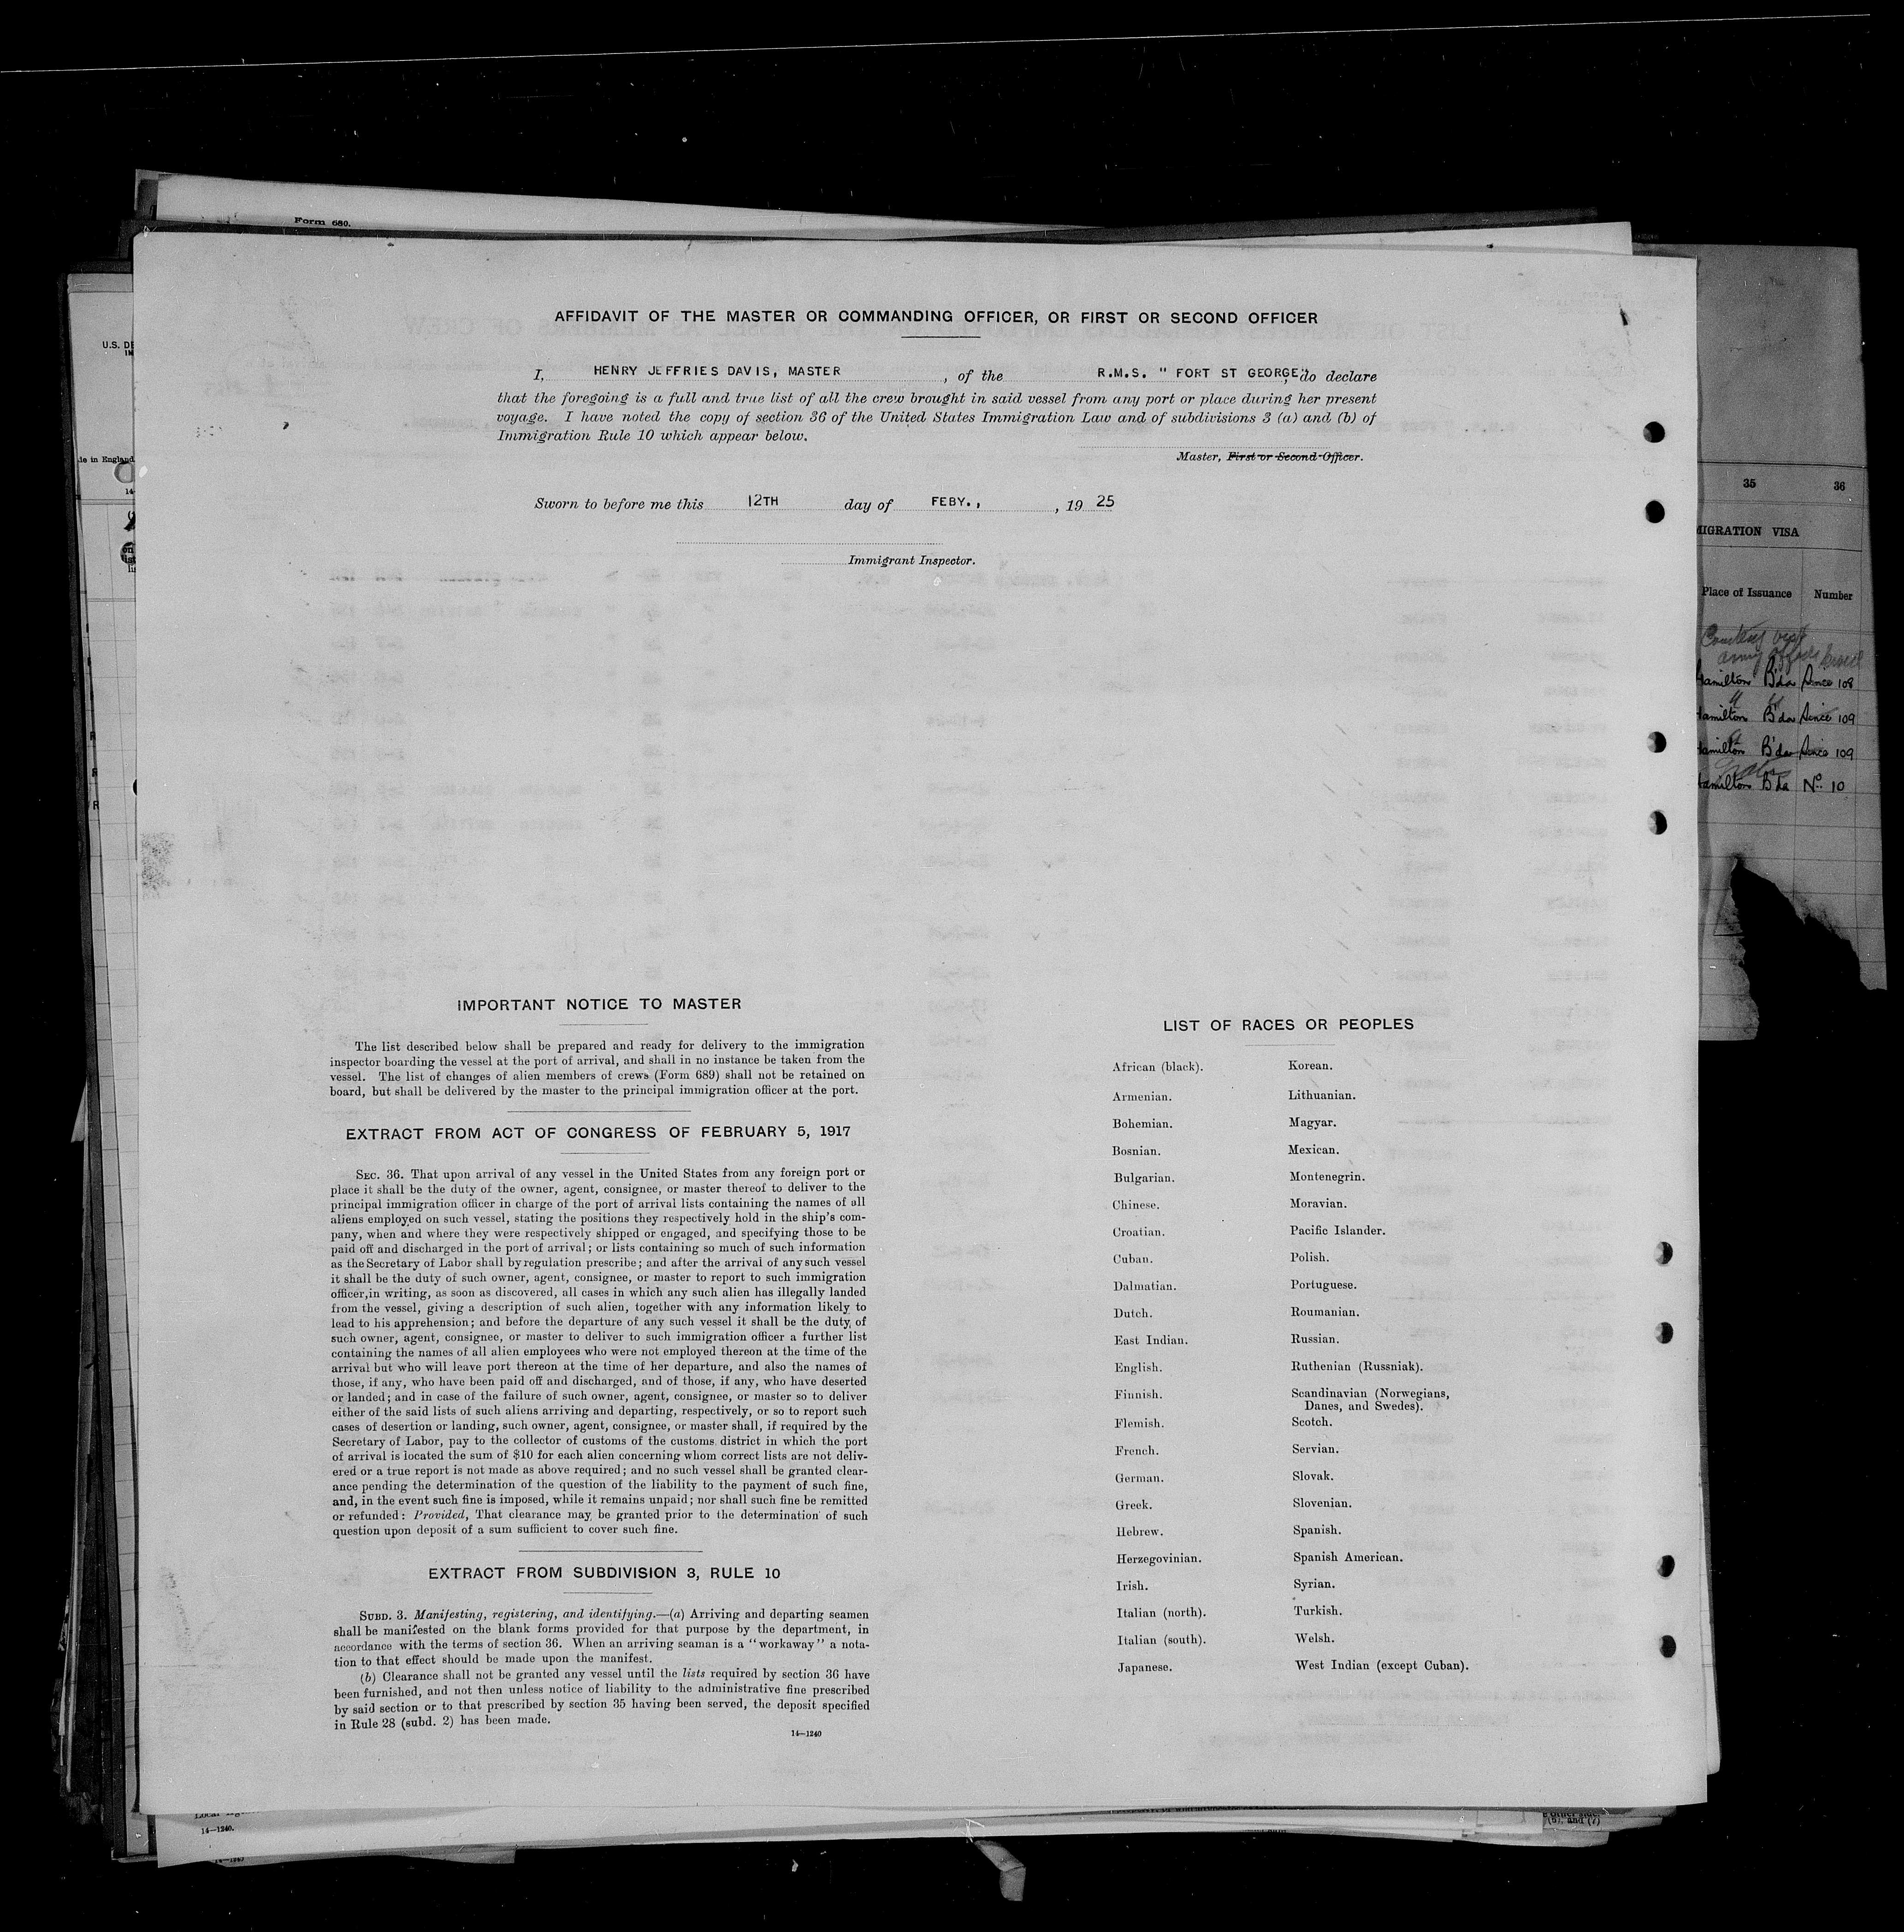 Form 680.
AFFIDAVIT OF THE MASTER OR COMMANDING OFFICER, OR FIRST OR SECOND OFFICER
I, HENRY JEFFRIES DAVIS, MASTER, of the R.M.S. " FORT ST GEORGE", do declare
that the foregoing is a full and true list of all the crew brought in said vessel from any port or place during her present
voyage. I have noted the copy of section 36 of the United States Immigration Law and of subdivisions 3 (a) and (b) of
Immigration Rule 10 which appear below.
Master, First or Second Officer.
Sworn to before me this 12TH day of FEBY., , 19 25
Immigrant Inspector.
IMPORTANT NOTICE TO MASTER
The list described below shall be prepared and ready for delivery to the immigration
inspector boarding the vessel at the port of arrival, and shall in no instance be taken from the
vessel. The list of changes of alien members of crews (Form 689) shall not be retained on
board, but shall be delivered by the master to the principal immigration officer at the port.
EXTRACT FROM ACT OF CONGRESS OF FEBRUARY 5, 1917
SEC. 36. That upon arrival of any vessel in the United States from any foreign port or
place it shall be the duty of the owner, agent, consignee, or master thereof to deliver to the
principal immigration officer in charge of the port of arrival lists containing the names of all
aliens employed on such vessel, stating the positions they respectively hold in the ship's com-
pany, when and where they were respectively shipped or engaged, and specifying those to be
paid off and discharged in the port of arrival; or lists containing so much of such information
as the Secretary of Labor shall by regulation prescribe; and after the arrival of any such vessel
it shall be the duty of such owner, agent, consignee, or master to report to such immigration
officer, in writing, as soon as discovered, all cases in which any such alien has illegally landed
from the vessel, giving a description of such alien, together with any information likely to
lead to his apprehension; and before the departure of any such vessel it shall be the duty of
such owner, agent, consignee, or master to deliver to such immigration officer a further list
containing the names of all alien employees who were not employed thereon at the time of the
arrival but who will leave port thereon at the time of her departure, and also the names of
those, if any, who have been paid off and discharged, and of those, if any, who have deserted
or landed; and in case of the failure of such owner, agent, consignee, or master so to deliver
either of the said lists of such aliens arriving and departing, respectively, or so to report such
cases of desertion or landing, such owner, agent, consignee, or master shall, if required by the
Secretary of Labor, pay to the collector of customs of the customs district in which the port
of arrival is located the sum of $10 for each alien concerning whom correct lists are not deliv-
ered or a true report is not made as above required; and no such vessel shall be granted clear-
ance pending the determination of the question of the liability to the payment of such fine,
and, in the event such fine is imposed, while it remains unpaid; nor shall such fine be remitted
or refunded: Provided, That clearance may be granted prior to the determination of such
question upon deposit of a sum sufficient to cover such fine.
EXTRACT FROM SUBDIVISION 3, RULE 10
SUBD. 3. Manifesting, registering, and identifying.—(a) Arriving and departing seamen
shall be manifested on the blank forms provided for that purpose by the department, in
accordance with the terms of section 36. When an arriving seaman is a "workaway" a nota-
tion to that effect should be made upon the manifest.
(b) Clearance shall not be granted any vessel until the lists required by section 36 have
been furnished, and not then unless notice of liability to the administrative fine prescribed
by said section or to that prescribed by section 35 having been served, the deposit specified
in Rule 28 (subd. 2) has been made.
14—1240
LIST OF RACES OR PEOPLES
African (black).
Armenian.
Bohemian.
Bosnian.
Bulgarian.
Chinese.
Croatian.
Cuban.
Dalmatian.
Dutch.
East Indian.
English.
Finnish.
Flemish.
French.
German.
Greek.
Hebrew.
Herzegovinian.
Irish.
Italian (north).
Italian (south).
Japanese.
Korean.
Lithuanian.
Magyar.
Mexican.
Montenegrin.
Moravian.
Pacific Islander.
Polish.
Portuguese.
Roumanian.
Russian.
Ruthenian (Russniak).
Scandinavian (Norwegians,
Danes, and Swedes).
Scotch.
Servian.
Slovak.
Slovenian.
Spanish.
Spanish American.
Syrian.
Turkish.
Welsh.
West Indian (except Cuban).
35 36
MIGRATION VISA
Place of Issuance Number
Hamilton B'da 108
Hamilton B'da 109
Hamilton B'da 109
Hamilton B'da No. 10
U.S. DE
in England
14—1240.
(5), and (7)